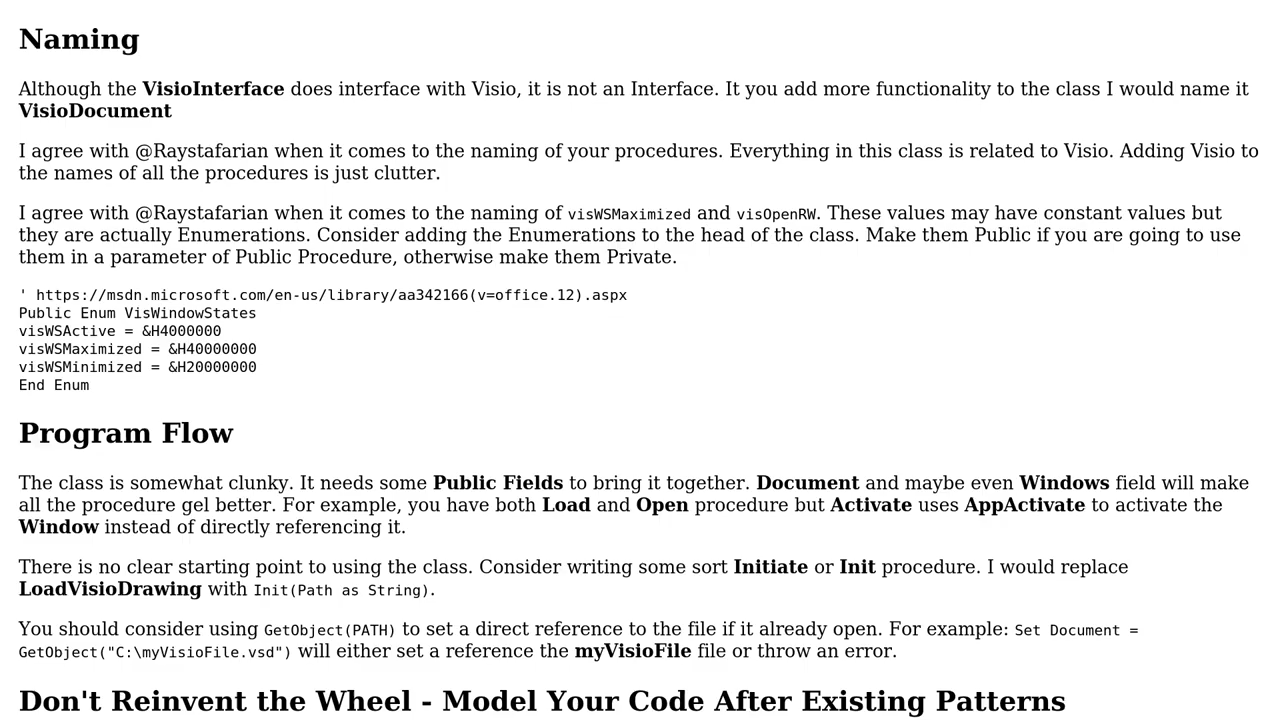 Naming
Although the VisioInterface does interface with Visio, it is not an Interface. It you add more functionality to the class I would name it
VisioDocument
I agree with @Raystafarian when it comes to the naming of your procedures. Everything in this class is related to Visio. Adding Visio to
the names of all the procedures is just clutter.
I agree with @Raystafarian when it comes to the naming of visWSMaximized and visOpenRW. These values may have constant values but
they are actually Enumerations. Consider adding the Enumerations to the head of the class. Make them Public if you are going to use
them in a parameter of Public Procedure, otherwise make them Private.
' https://msdn.microsoft.com/en-us/library/aa342166(v=office.12).aspx
Public Enum VisWindowStates
visWSActive = &H4000000
visWSMaximized = &H40000000
visWSMinimized = &H20000000
End Enum
Program Flow
The class is somewhat clunky. It needs some Public Fields to bring it together. Document and maybe even Windows field will make
all the procedure gel better. For example, you have both Load and Open procedure but Activate uses AppActivate to activate the
Window instead of directly referencing it.
There is no clear starting point to using the class. Consider writing some sort Initiate or Init procedure. I would replace
LoadVisioDrawing with Init(Path as String).
You should consider using GetObject(PATH) to set a direct reference to the file if it already open. For example: Set Document =
GetObject("C:\myVisioFile.vsd") will either set a reference the myVisioFile file or throw an error.
Don't Reinvent the Wheel - Model Your Code After Existing Patterns